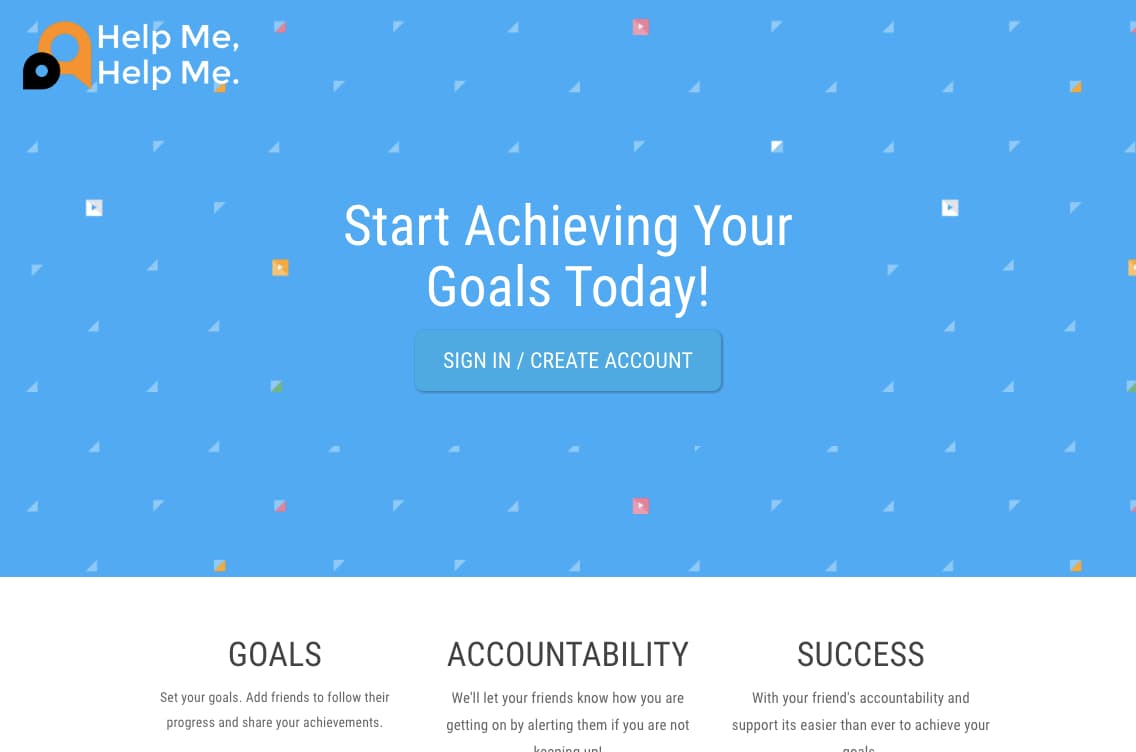 Help Me,
Help Me.
Start Achieving Your
Goals Today!
SIGN IN / CREATE ACCOUNT
GOALS
Set your goals. Add friends to follow their
progress and share your achievements.
ACCOUNTABILITY
We'll let your friends know how you are
getting on by alerting them if you are not
keeping up!
SUCCESS
With your friend's accountability and
support its easier than ever to achieve your
goals.